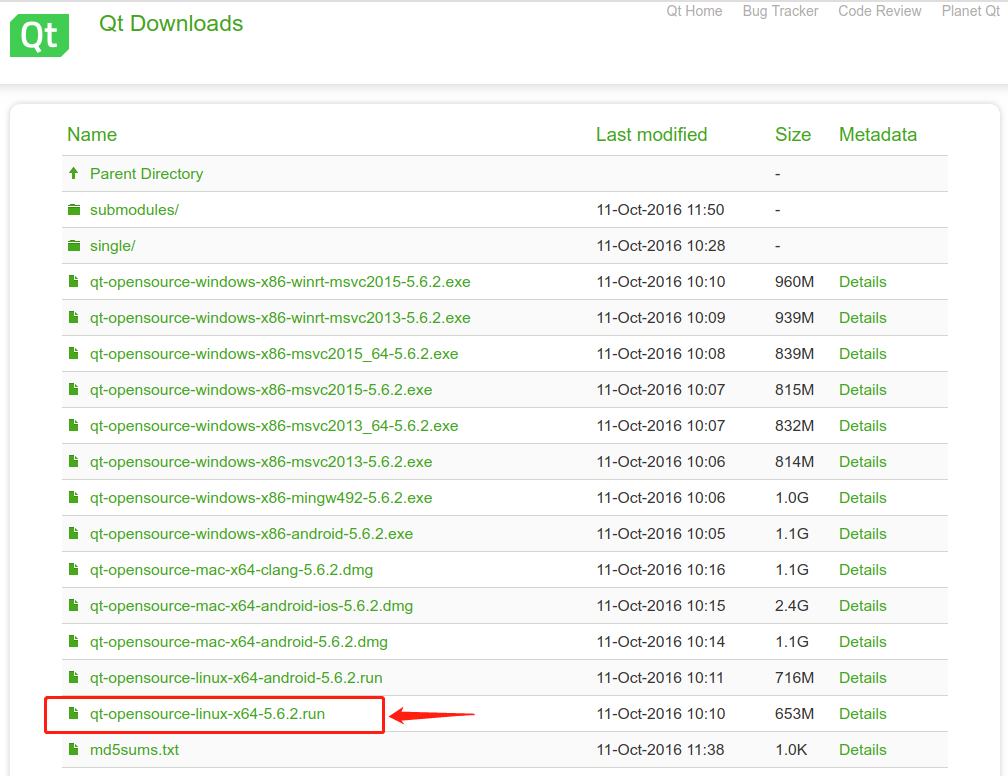 Qt Qt Downloads Qt Home Bug Tracker Code Review Planet Qt
Name Last modified Size Metadata
Parent Directory -
submodules/ 11-Oct-2016 11:50 -
single/ 11-Oct-2016 10:28 -
qt-opensource-windows-x86-winrt-msvc2015-5.6.2.exe 11-Oct-2016 10:10 960M Details
qt-opensource-windows-x86-winrt-msvc2013-5.6.2.exe 11-Oct-2016 10:09 939M Details
qt-opensource-windows-x86-msvc2015_64-5.6.2.exe 11-Oct-2016 10:08 839M Details
qt-opensource-windows-x86-msvc2015-5.6.2.exe 11-Oct-2016 10:07 815M Details
qt-opensource-windows-x86-msvc2013_64-5.6.2.exe 11-Oct-2016 10:07 832M Details
qt-opensource-windows-x86-msvc2013-5.6.2.exe 11-Oct-2016 10:06 814M Details
qt-opensource-windows-x86-mingw492-5.6.2.exe 11-Oct-2016 10:06 1.0G Details
qt-opensource-windows-x86-android-5.6.2.exe 11-Oct-2016 10:05 1.1G Details
qt-opensource-mac-x64-clang-5.6.2.dmg 11-Oct-2016 10:16 1.1G Details
qt-opensource-mac-x64-android-ios-5.6.2.dmg 11-Oct-2016 10:15 2.4G Details
qt-opensource-mac-x64-android-5.6.2.dmg 11-Oct-2016 10:14 1.1G Details
qt-opensource-linux-x64-android-5.6.2.run 11-Oct-2016 10:11 716M Details
qt-opensource-linux-x64-5.6.2.run 11-Oct-2016 10:10 653M Details
md5sums.txt 11-Oct-2016 11:38 1.0K Details